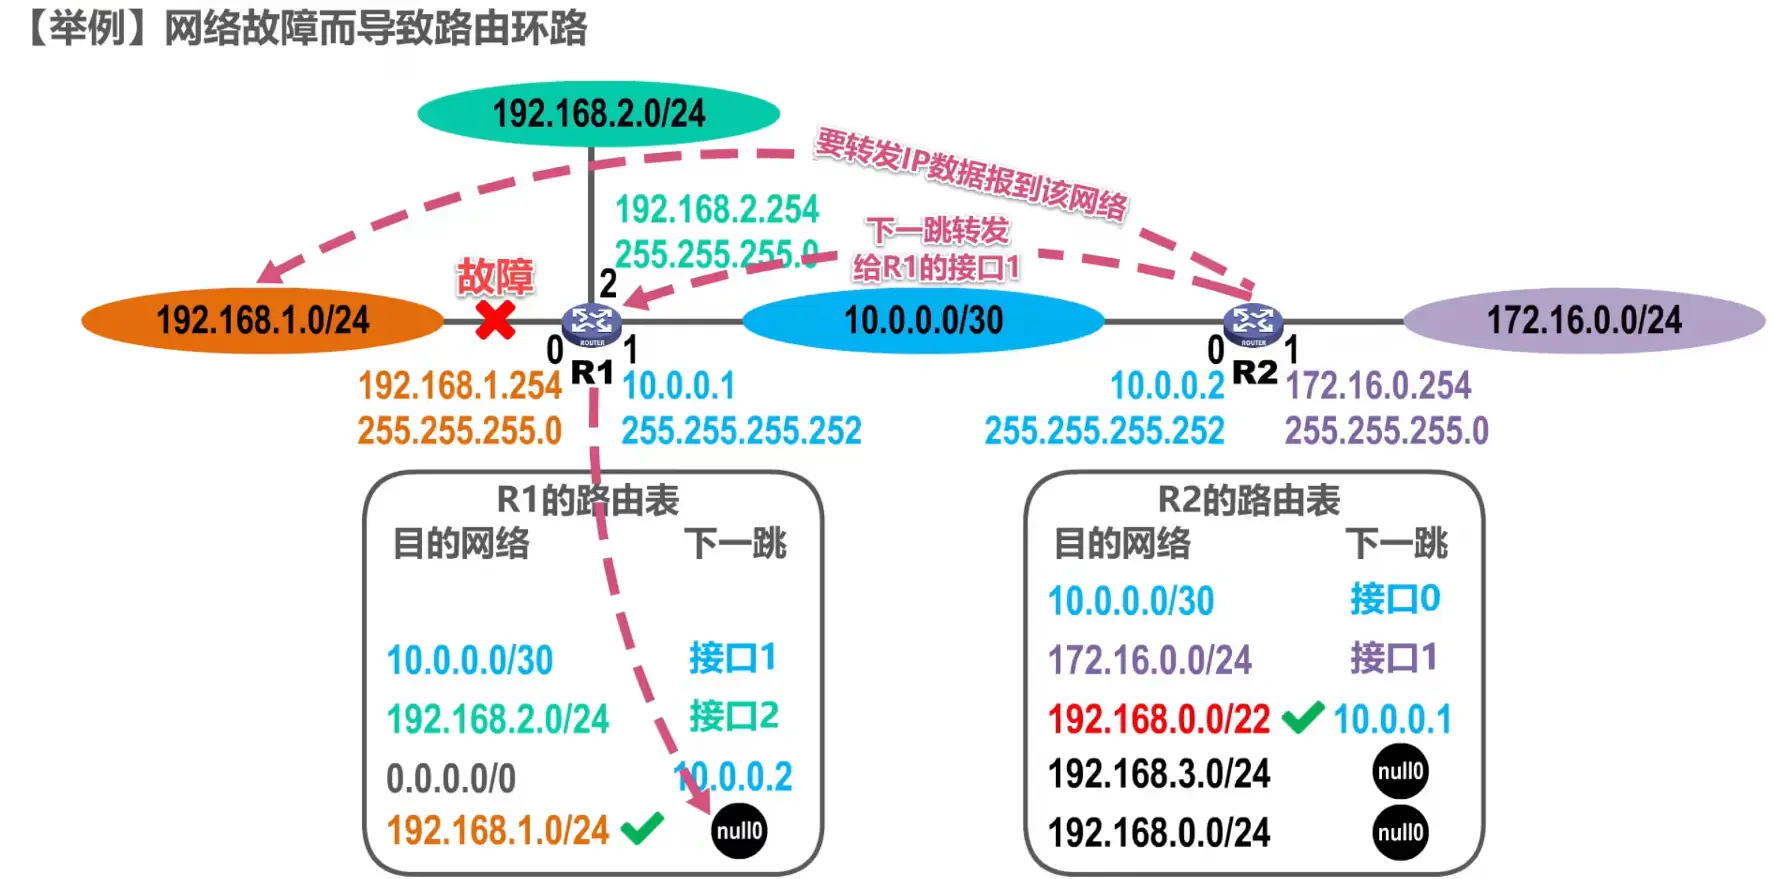 【举例】网络故障而导致路由环路
192.168.2.0/24
要转发IP数据报到该网络
192.168.2.254
255.255.255.0
下一跳转发
给R1的接口1
故障
2
192.168.1.0/24
ROUTER
10.0.0.0/30
ROUTER
172.16.0.0/24
0
R1
1
0
R2
1
192.168.1.254
255.255.255.0
10.0.0.1
255.255.255.252
10.0.0.2
255.255.255.252
172.16.0.254
255.255.255.0
R1的路由表
目的网络 下一跳
10.0.0.0/30 接口1
192.168.2.0/24 接口2
0.0.0.0/0 10.0.0.2
192.168.1.0/24 null0
R2的路由表
目的网络 下一跳
10.0.0.0/30 接口0
172.16.0.0/24 接口1
192.168.0.0/22 10.0.0.1
192.168.3.0/24 null0
192.168.0.0/24 null0